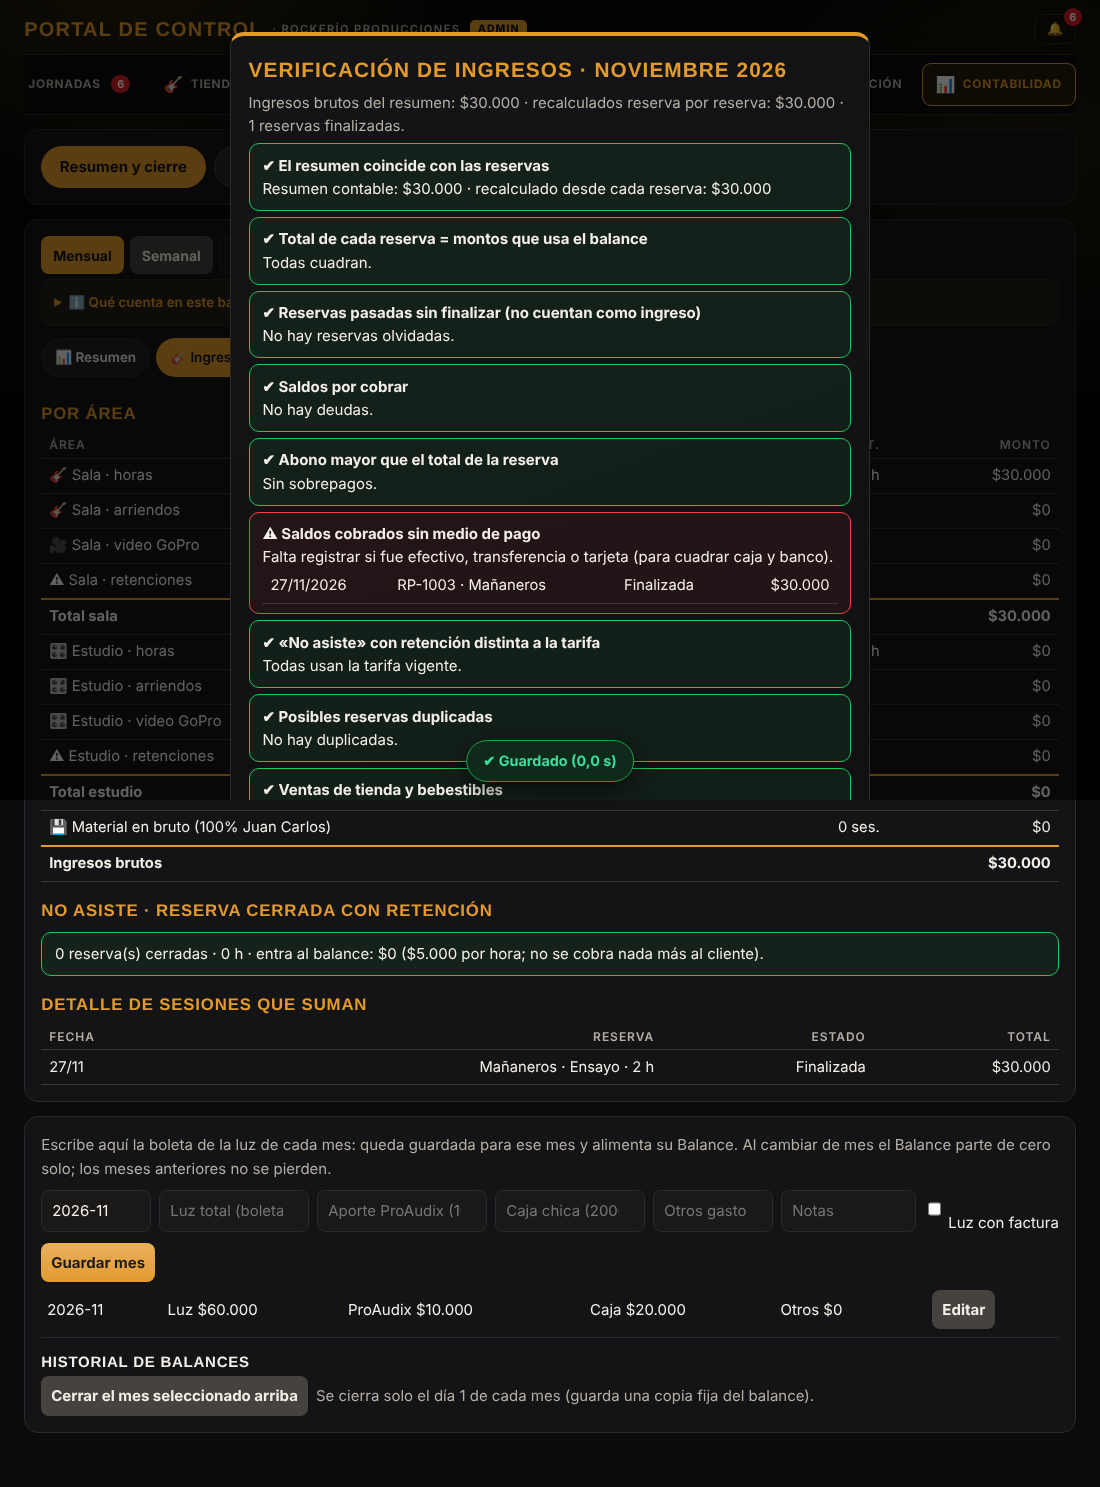 PORTAL DE CONTROL · ROCKERÍO PRODUCCIONES ADMIN
6
JORNADAS 6
TIEND
CIÓN
CONTABILIDAD
Resumen y cierre
Mensual
Semanal
Qué cuenta en este ba
Resumen
Ingres
VERIFICACIÓN DE INGRESOS · NOVIEMBRE 2026
Ingresos brutos del resumen: $30.000 · recalculados reserva por reserva: $30.000 ·
1 reservas finalizadas.
✔ El resumen coincide con las reservas
Resumen contable: $30.000 · recalculado desde cada reserva: $30.000
✔ Total de cada reserva = montos que usa el balance
Todas cuadran.
✔ Reservas pasadas sin finalizar (no cuentan como ingreso)
No hay reservas olvidadas.
✔ Saldos por cobrar
No hay deudas.
✔ Abono mayor que el total de la reserva
Sin sobrepagos.
⚠ Saldos cobrados sin medio de pago
Falta registrar si fue efectivo, transferencia o tarjeta (para cuadrar caja y banco).
27/11/2026 RP-1003 · Mañaneros Finalizada $30.000
✔ «No asiste» con retención distinta a la tarifa
Todas usan la tarifa vigente.
✔ Posibles reservas duplicadas
No hay duplicadas.
✔ Guardado (0,0 s)
✔ Ventas de tienda y bebestibles
POR ÁREA
ÁREA T. MONTO
Sala · horas h $30.000
Sala · arriendos $0
Sala · video GoPro $0
⚠ Sala · retenciones $0
Total sala $30.000
Estudio · horas h $0
Estudio · arriendos $0
Estudio · video GoPro $0
⚠ Estudio · retenciones $0
Total estudio $0
Material en bruto (100% Juan Carlos) 0 ses. $0
Ingresos brutos $30.000
NO ASISTE · RESERVA CERRADA CON RETENCIÓN
0 reserva(s) cerradas · 0 h · entra al balance: $0 ($5.000 por hora; no se cobra nada más al cliente).
DETALLE DE SESIONES QUE SUMAN
FECHA RESERVA ESTADO TOTAL
27/11 Mañaneros · Ensayo · 2 h Finalizada $30.000
Escribe aquí la boleta de la luz de cada mes: queda guardada para ese mes y alimenta su Balance. Al cambiar de mes el Balance parte de cero
solo; los meses anteriores no se pierden.
2026-11 Luz total (boleta Aporte ProAudix (1 Caja chica (200 Otros gasto Notas Luz con factura
Guardar mes
2026-11 Luz $60.000 ProAudix $10.000 Caja $20.000 Otros $0 Editar
HISTORIAL DE BALANCES
Cerrar el mes seleccionado arriba Se cierra solo el día 1 de cada mes (guarda una copia fija del balance).